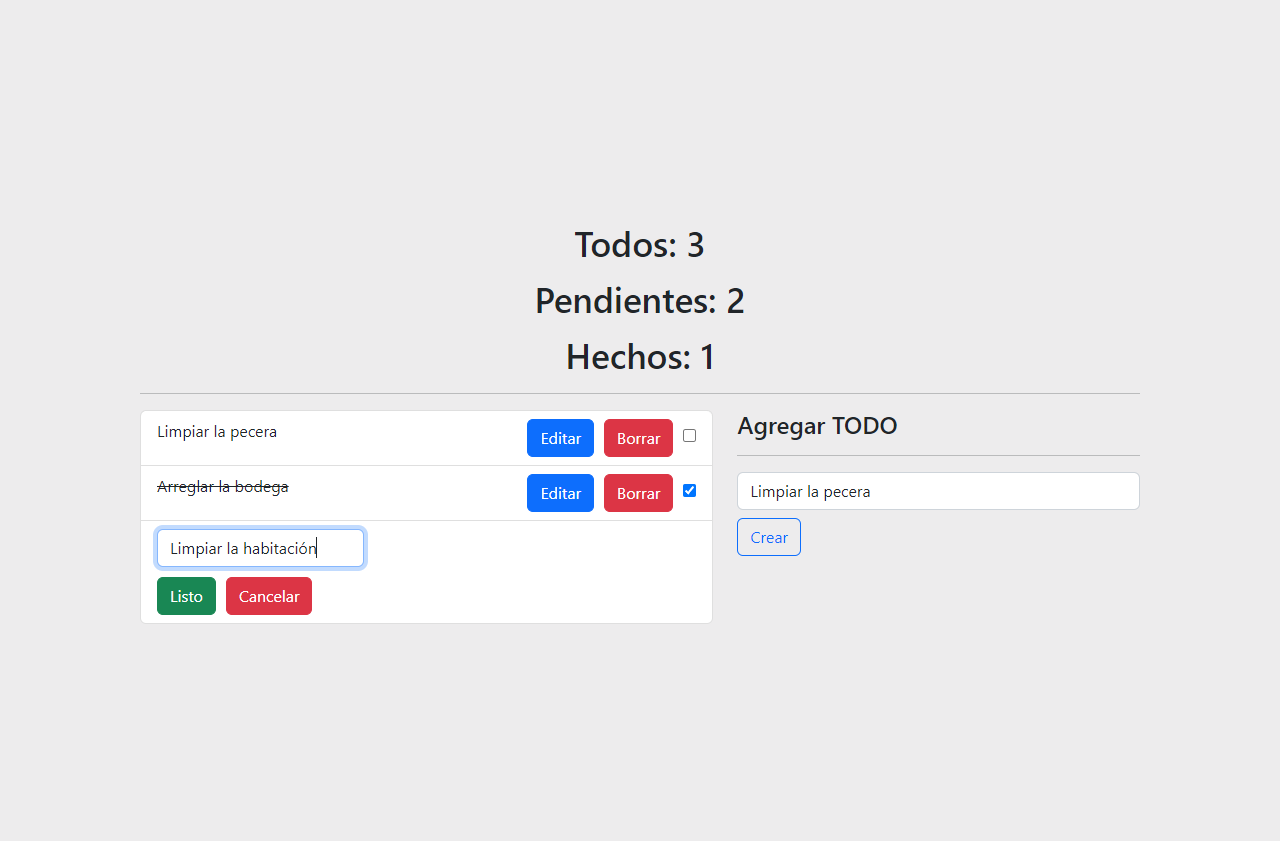 Todos: 3
Pendientes: 2
Hechos: 1
Limpiar la pecera
Editar
Borrar
Arreglar la bodega
Editar
Borrar
Limpiar la habitación
Listo
Cancelar
Agregar TODO
Limpiar la pecera
Crear